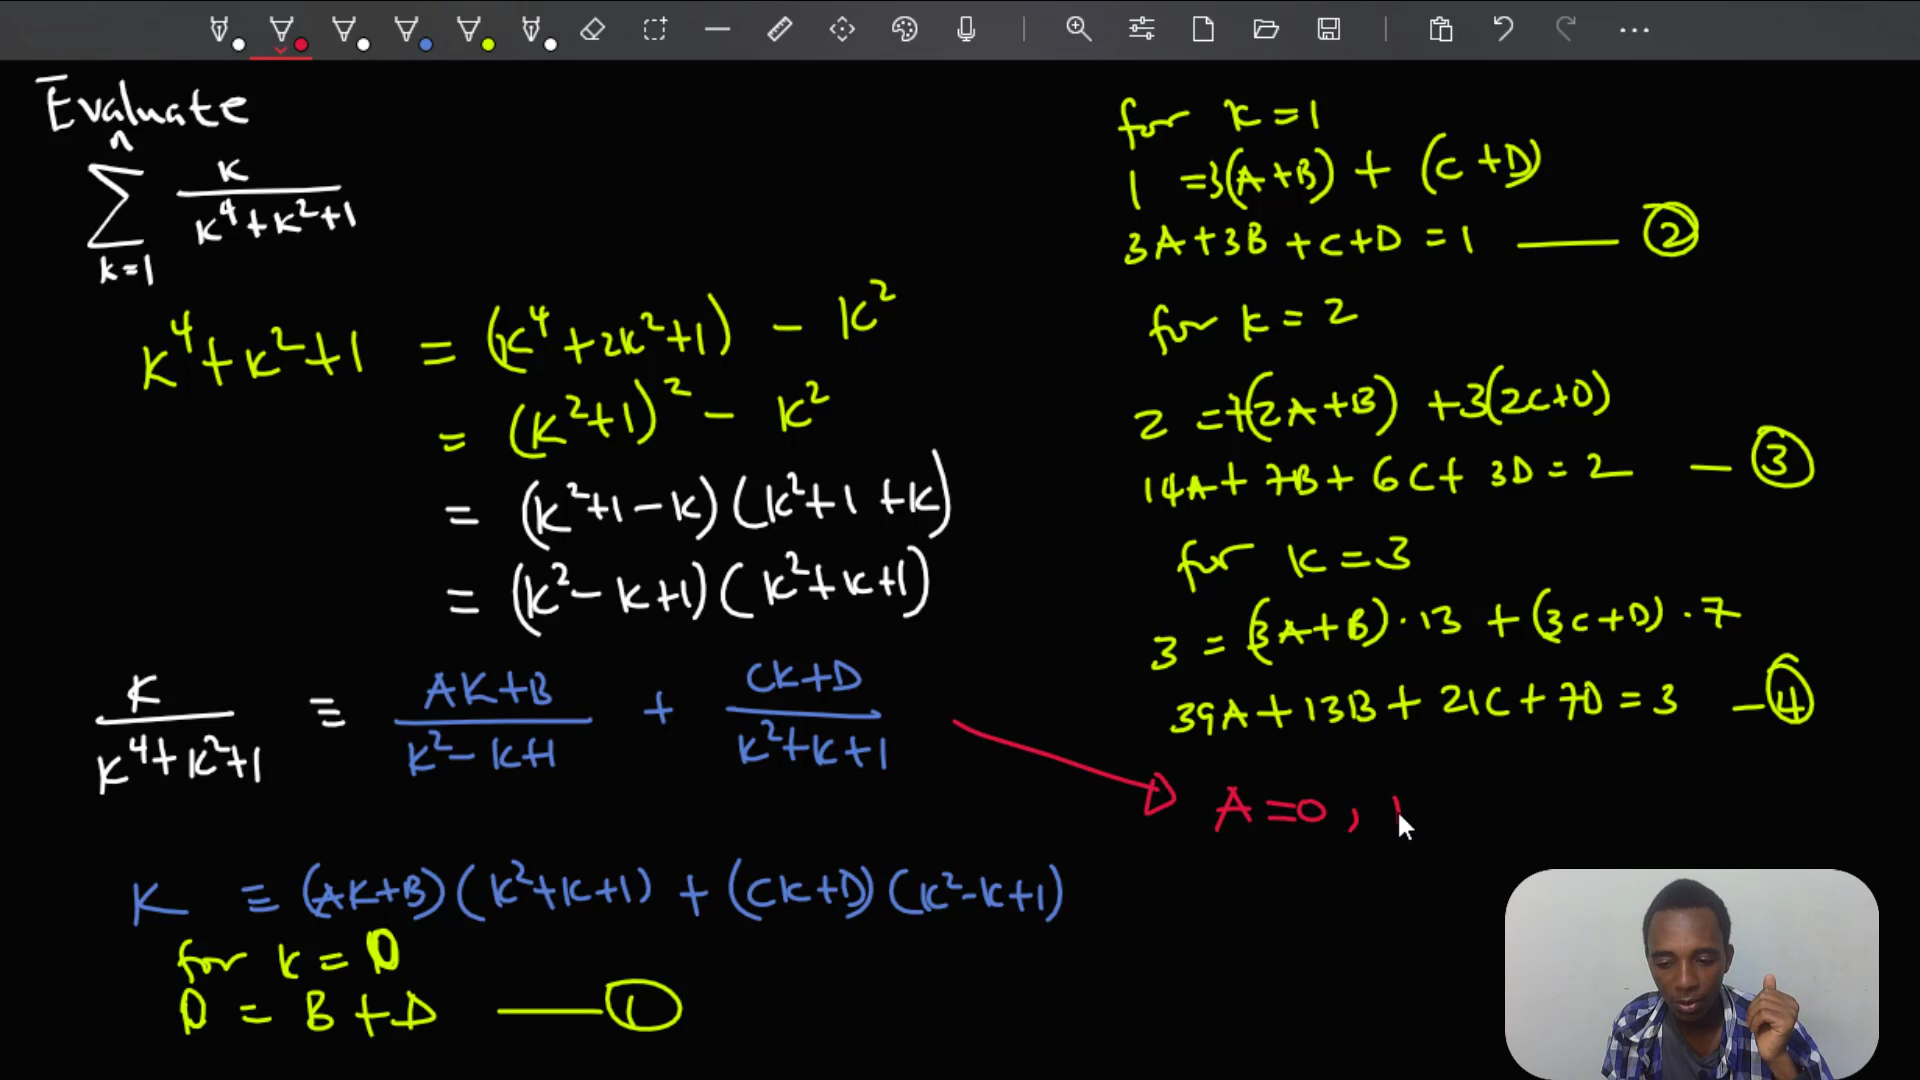 Evaluate
n
∑ k/(k⁴+k²+1)
k=1
k⁴+k²+1 = (k⁴+2k²+1) - k²
= (k²+1)² - k²
= (k²+1-k)(k²+1+k)
= (k²-k+1)(k²+k+1)
k/(k⁴+k²+1) ≡ (Ak+B)/(k²-k+1) + (Ck+D)/(k²+k+1)
k ≡ (Ak+B)(k²+k+1) + (Ck+D)(k²-k+1)
for k = 0
0 = B+D —— ①
for k=1
1 = 3(A+B) + (C+D)
3A+3B+C+D = 1 —— ②
for k = 2
2 = 7(2A+B) + 3(2C+D)
14A+7B+6C+3D = 2 — ③
for k=3
3 = (3A+B)·13 + (3C+D)·7
39A+13B+21C+7D = 3 — ④
A=0,